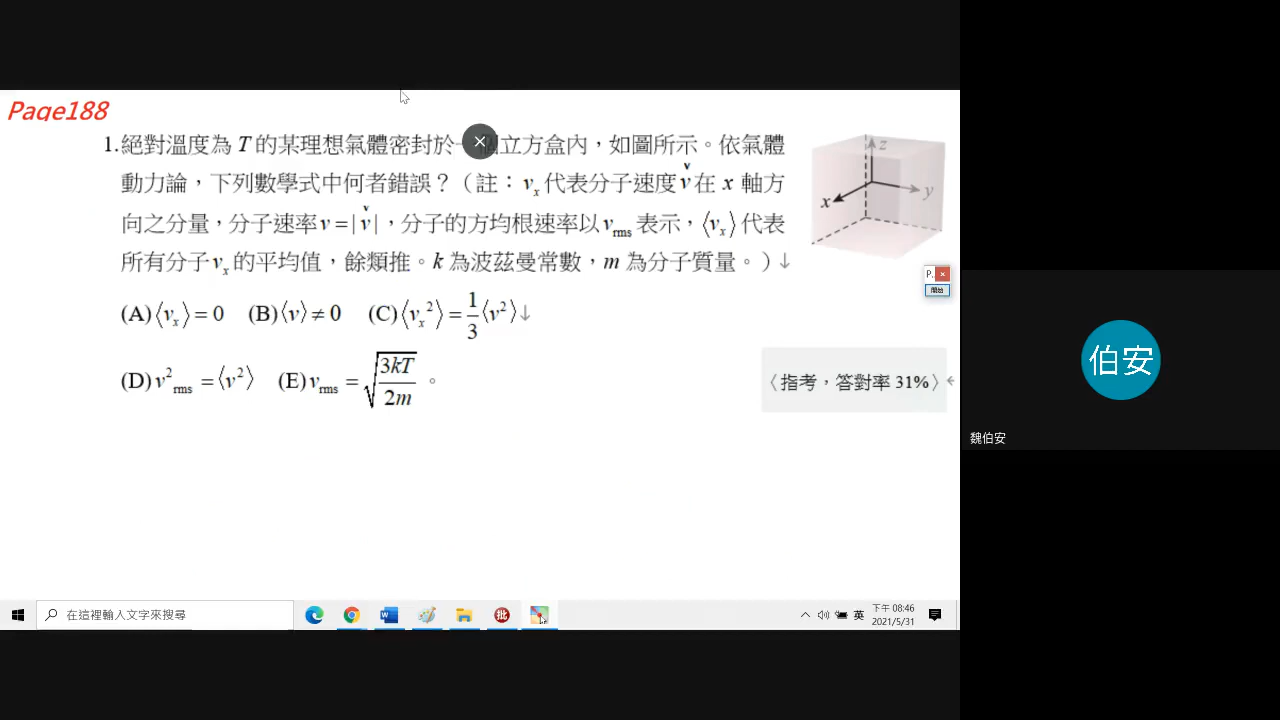 Page188
1.絕對溫度為 T 的某理想氣體密封於一個立方盒內，如圖所示。依氣體
動力論，下列數學式中何者錯誤？（註：vx 代表分子速度 v 在 x 軸方
向之分量，分子速率 v = | v |，分子的方均根速率以 vrms 表示，⟨vx⟩ 代表
所有分子 vx 的平均值，餘類推。k 為波茲曼常數，m 為分子質量。）↓
(A)⟨vx⟩ = 0 (B)⟨v⟩ ≠ 0 (C)⟨vx²⟩ = 1/3⟨v²⟩↓
(D)v²rms = ⟨v²⟩ (E)vrms = √(3kT/2m)。
〈指考，答對率 31%〉
z
y
x
P.
開始
伯安
魏伯安
在這裡輸入文字來搜尋
批
英
下午 08:46
2021/5/31